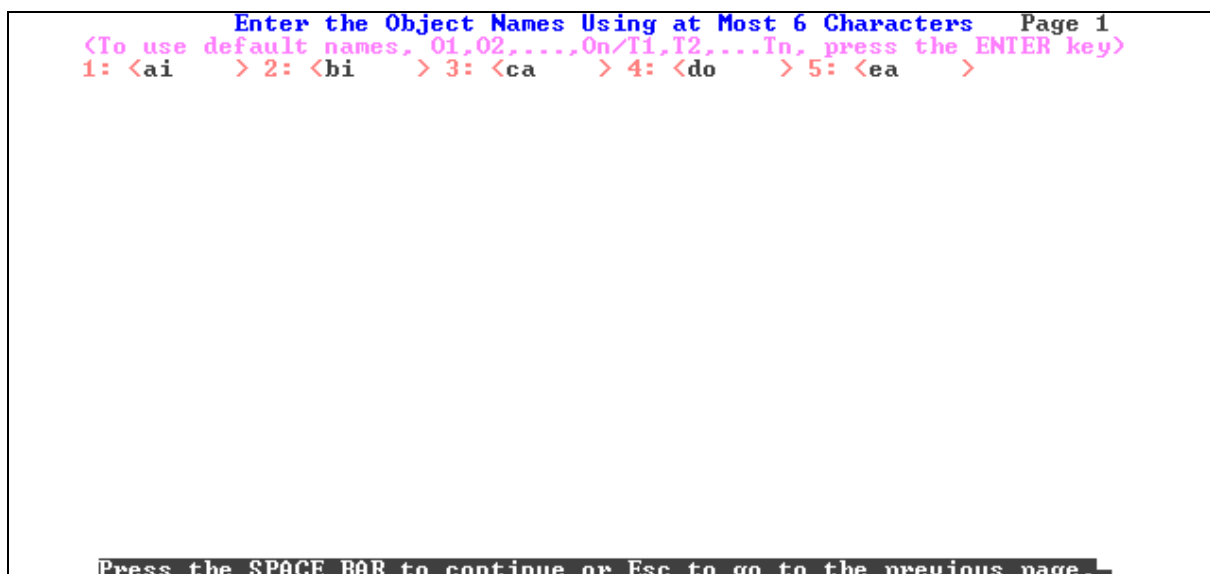 Enter the Object Names Using at Most 6 Characters Page 1
(To use default names, O1,O2,...,On/T1,T2,...Tn, press the ENTER key)
1: <ai > 2: <bi > 3: <ca > 4: <do > 5: <ea >
Press the SPACE BAR to continue or Esc to go to the previous page.